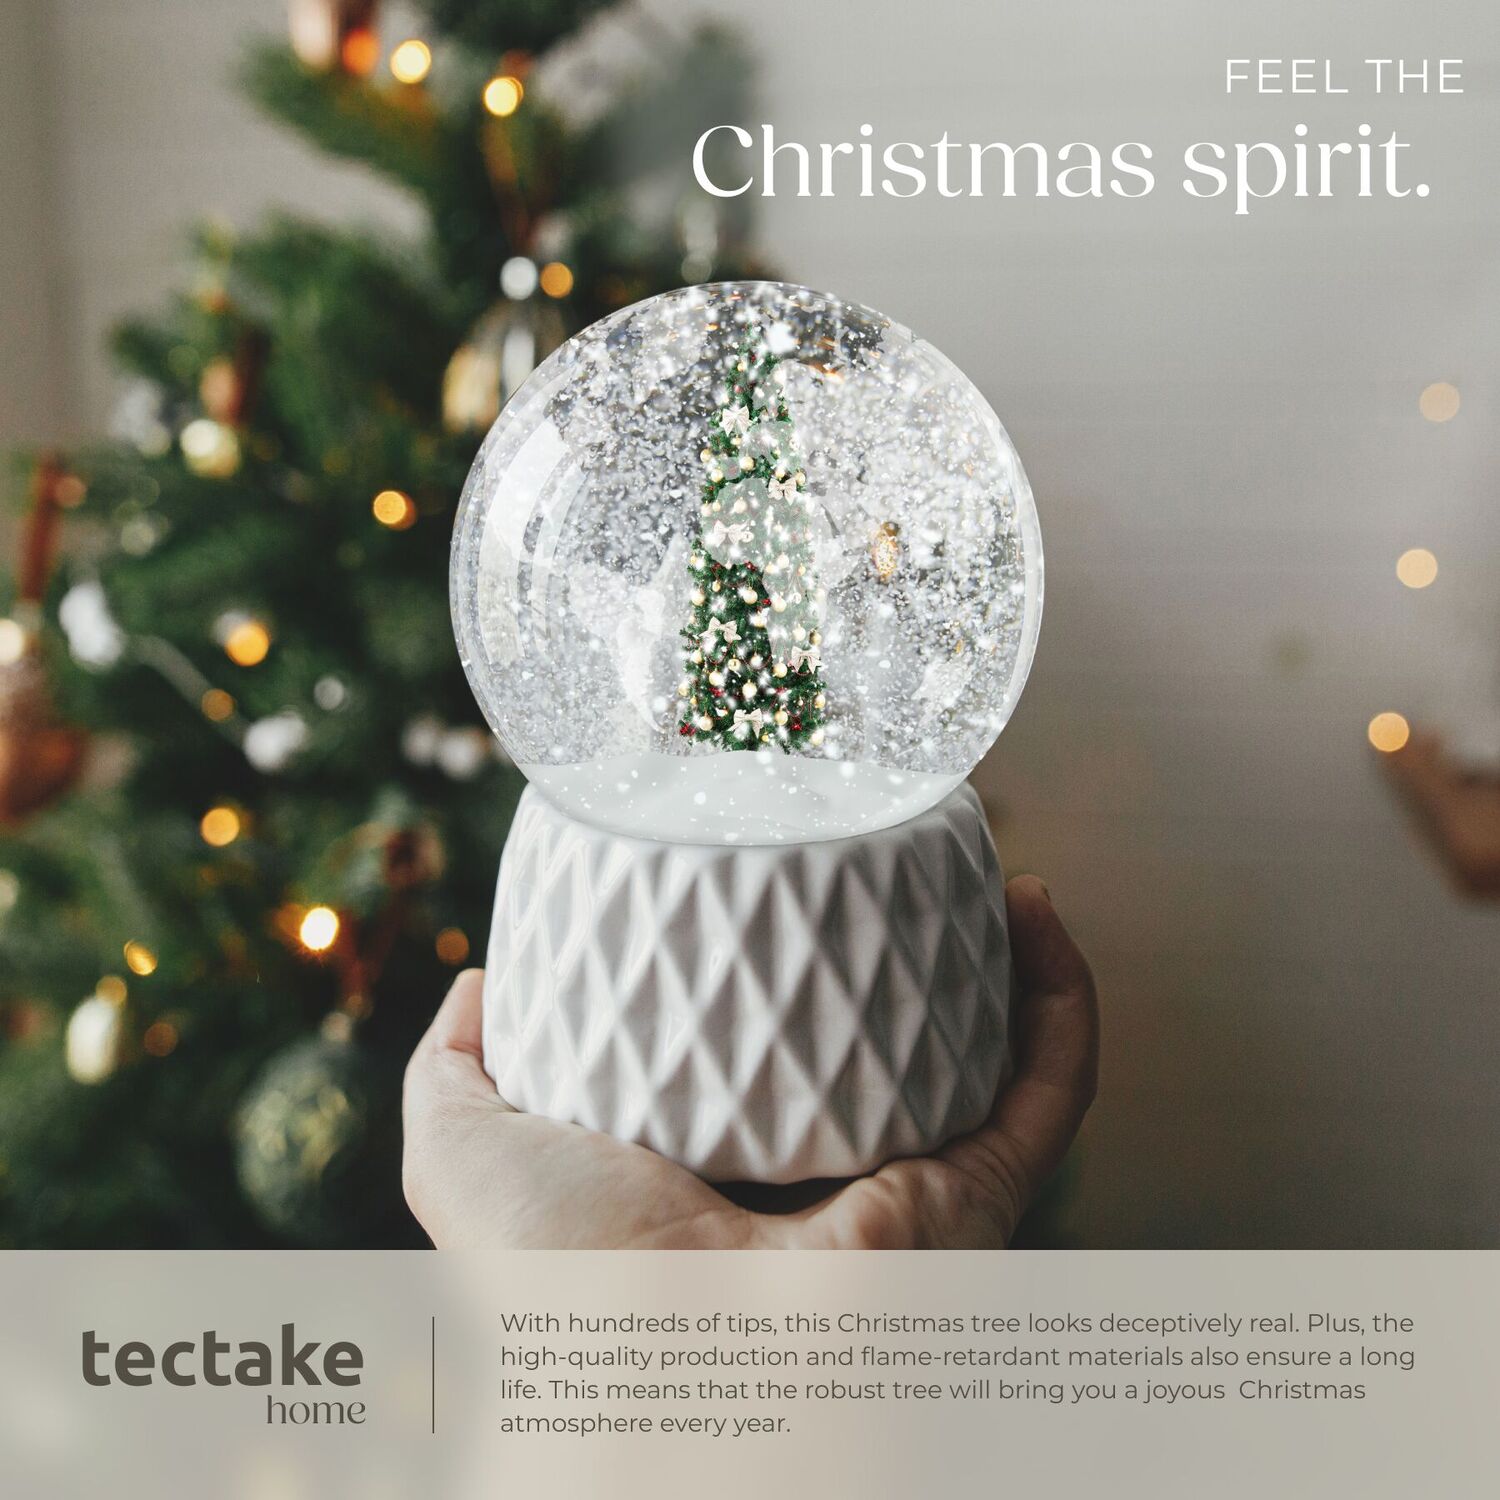 FEEL THE
Christmas spirit.
tectake
home
With hundreds of tips, this Christmas tree looks deceptively real. Plus, the
high-quality production and flame-retardant materials also ensure a long
life. This means that the robust tree will bring you a joyous  Christmas
atmosphere every year.